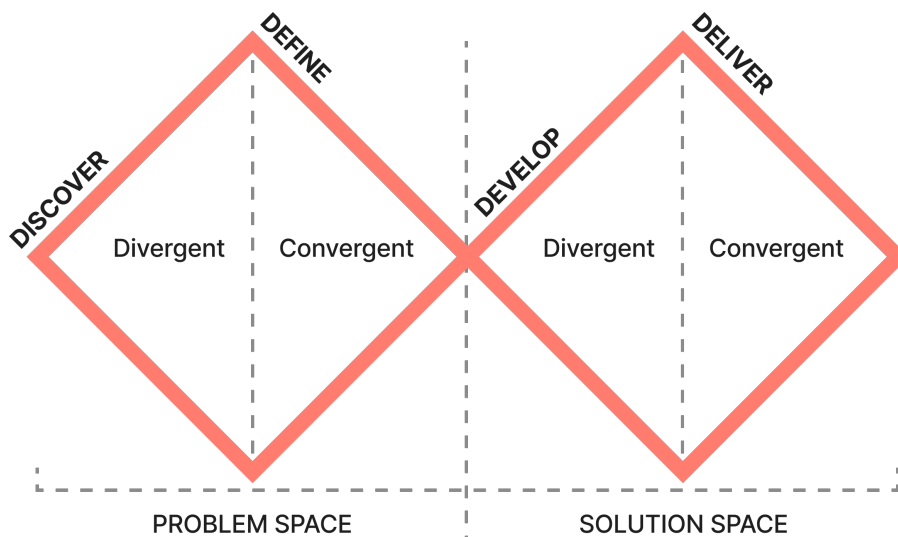 DISCOVER
DEFINE
DEVELOP
DELIVER
Divergent
Convergent
Divergent
Convergent
PROBLEM SPACE
SOLUTION SPACE